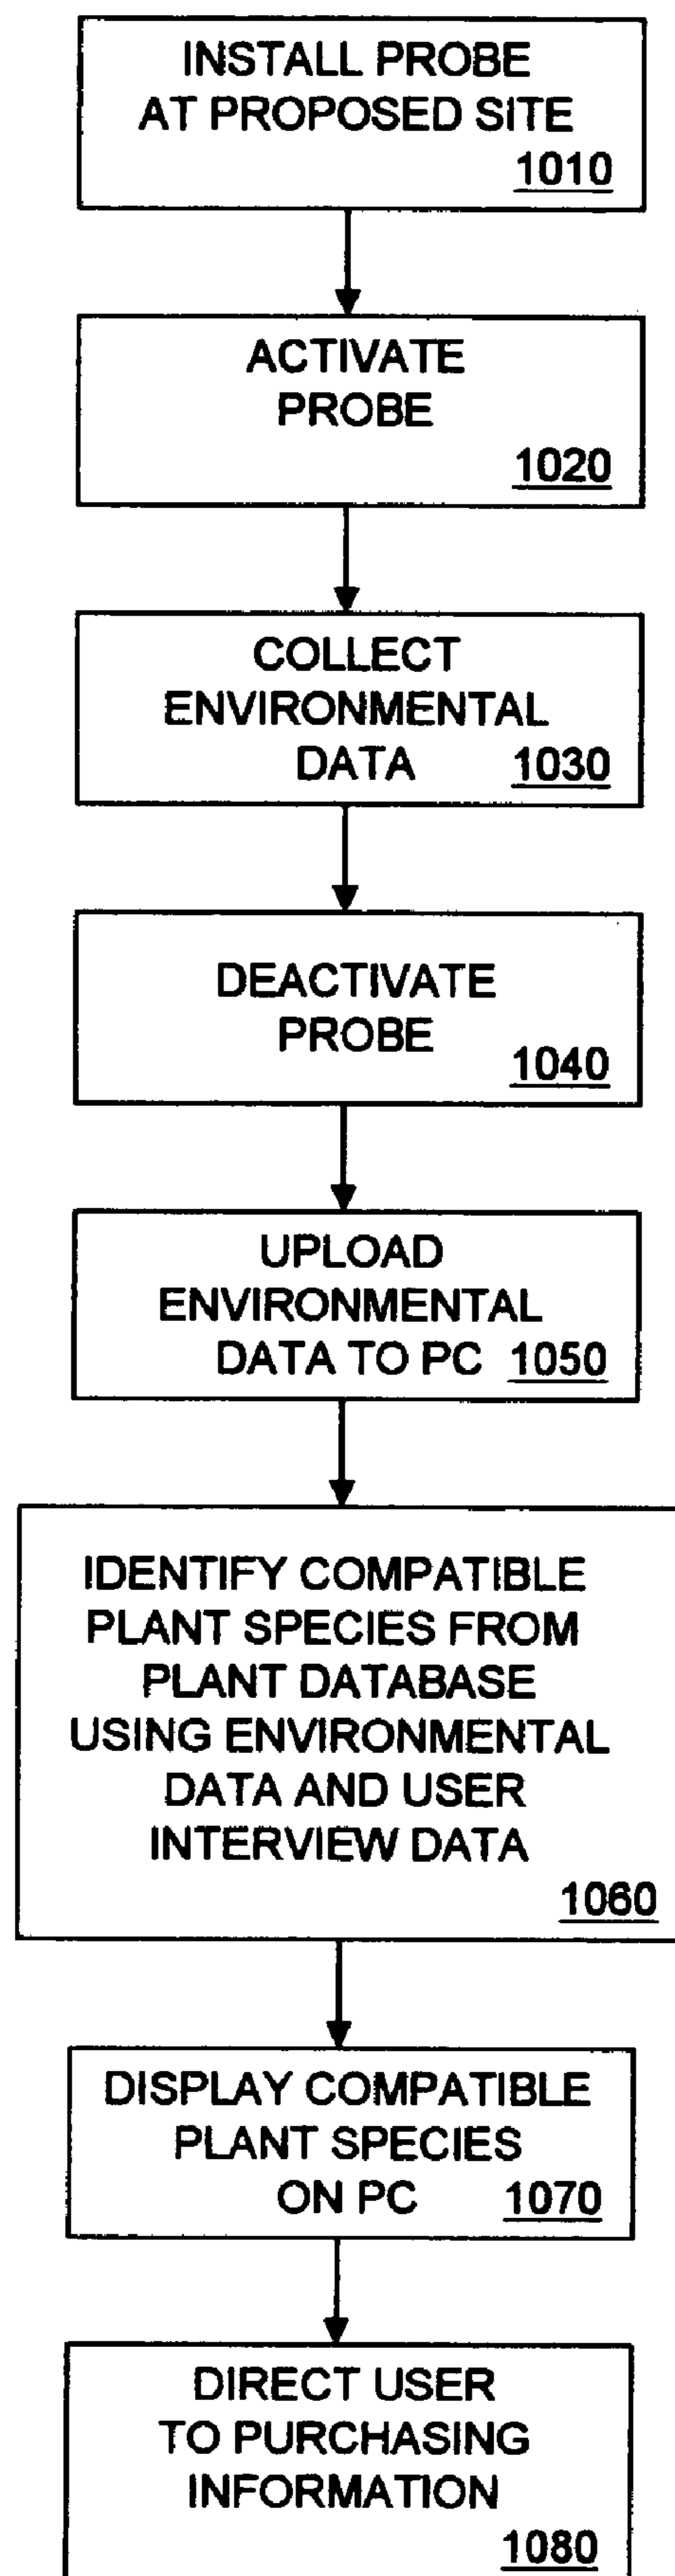 INSTALL PROBE
AT PROPOSED SITE
1010
ACTIVATE
PROBE
1020
COLLECT
ENVIRONMENTAL
DATA 1030
DEACTIVATE
PROBE
1040
UPLOAD
ENVIRONMENTAL
DATA TO PC 1050
IDENTIFY COMPATIBLE
PLANT SPECIES FROM
PLANT DATABASE
USING ENVIRONMENTAL
DATA AND USER
INTERVIEW DATA
1060
DISPLAY COMPATIBLE
PLANT SPECIES
ON PC 1070
DIRECT USER
TO PURCHASING
INFORMATION
1080